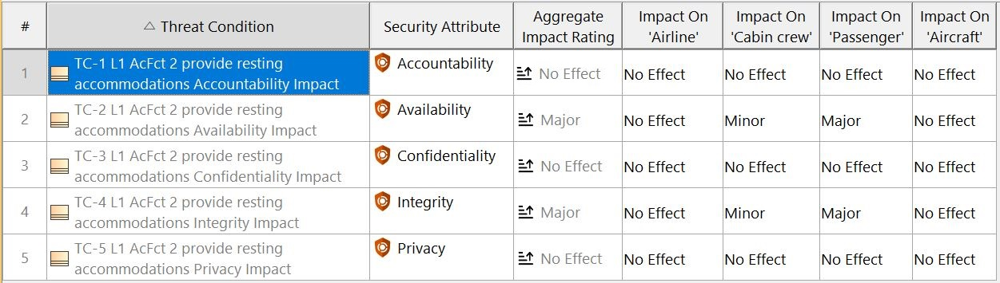 # △ Threat Condition Security Attribute Aggregate Impact Rating Impact On 'Airline' Impact On 'Cabin crew' Impact On 'Passenger' Impact On 'Aircraft'
1 TC-1 L1 AcFct 2 provide resting accommodations Accountability Impact Accountability No Effect No Effect No Effect No Effect No Effect
2 TC-2 L1 AcFct 2 provide resting accommodations Availability Impact Availability Major No Effect Minor Major No Effect
3 TC-3 L1 AcFct 2 provide resting accommodations Confidentiality Impact Confidentiality No Effect No Effect No Effect No Effect No Effect
4 TC-4 L1 AcFct 2 provide resting accommodations Integrity Impact Integrity Major No Effect Minor Major No Effect
5 TC-5 L1 AcFct 2 provide resting accommodations Privacy Impact Privacy No Effect No Effect No Effect No Effect No Effect